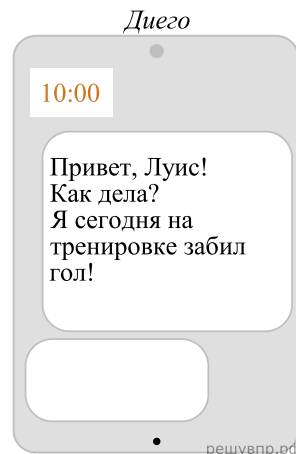 Диего
10:00
Привет, Луис!
Как дела?
Я сегодня на
тренировке забил
гол!